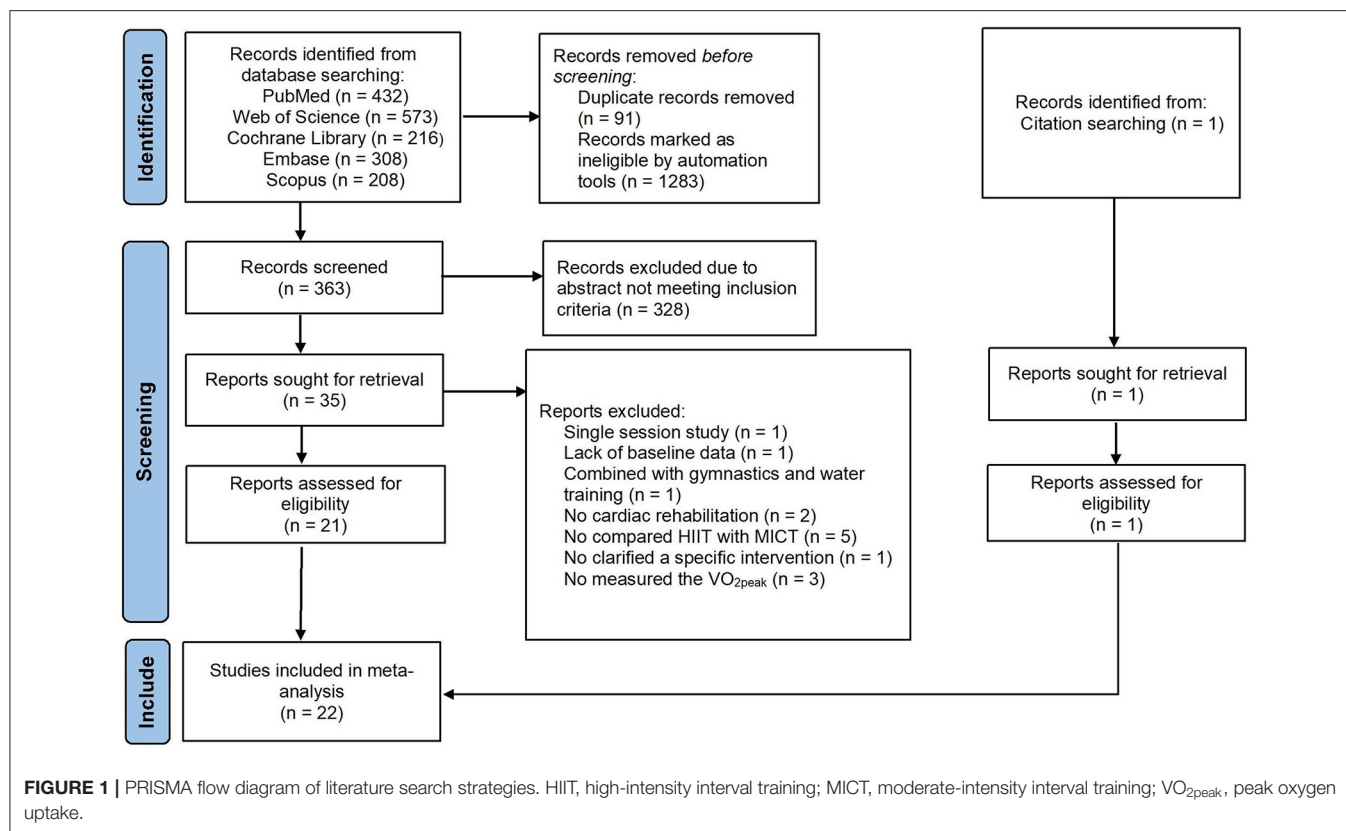 Identification
Records identified from
database searching:
PubMed (n = 432)
Web of Science (n = 573)
Cochrane Library (n = 216)
Embase (n = 308)
Scopus (n = 208)
Records removed before
screening:
Duplicate records removed
(n = 91)
Records marked as
ineligible by automation
tools (n = 1283)
Records identified from:
Citation searching (n = 1)
Screening
Records screened
(n = 363)
Records excluded due to
abstract not meeting inclusion
criteria (n = 328)
Reports sought for retrieval
(n = 35)
Reports excluded:
Single session study (n = 1)
Lack of baseline data (n = 1)
Combined with gymnastics and water
training (n = 1)
No cardiac rehabilitation (n = 2)
No compared HIIT with MICT (n = 5)
No clarified a specific intervention (n = 1)
No measured the VO2peak (n = 3)
Reports sought for retrieval
(n = 1)
Reports assessed for
eligibility
(n = 21)
Reports assessed for
eligibility
(n = 1)
Include
Studies included in meta-
analysis
(n = 22)
FIGURE 1 | PRISMA flow diagram of literature search strategies. HIIT, high-intensity interval training; MICT, moderate-intensity interval training; VO2peak, peak oxygen
uptake.